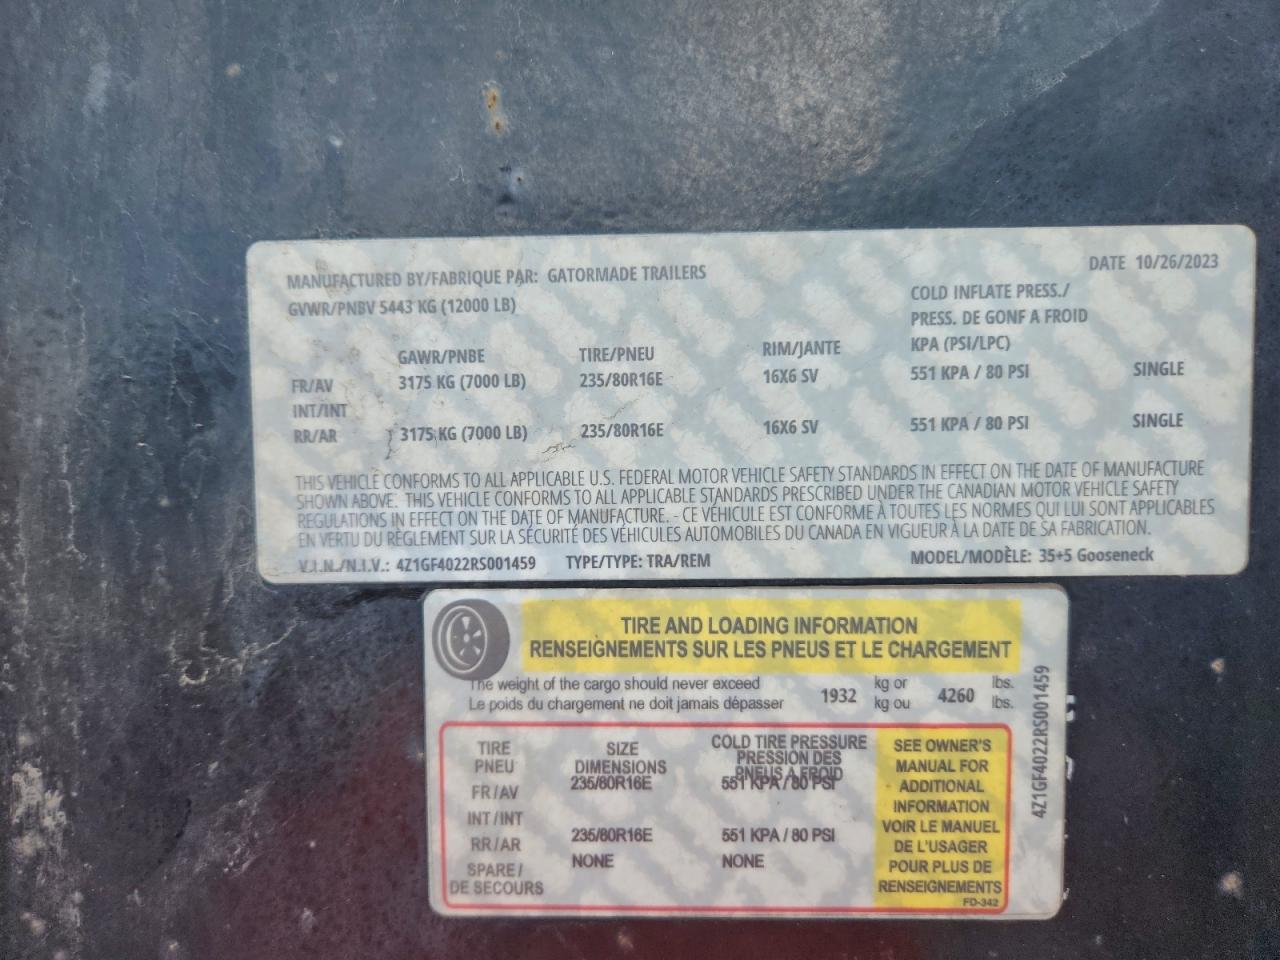 MANUFACTURED BY/FABRIQUE PAR: GATORMADE TRAILERS
DATE 10/26/2023
GVWR/PNBV 5443 KG (12000 LB)
COLD INFLATE PRESS./
PRESS. DE GONF A FROID
GAWR/PNBE TIRE/PNEU RIM/JANTE KPA (PSI/LPC)
FR/AV 3175 KG (7000 LB) 235/80R16E 16X6 SV 551 KPA / 80 PSI SINGLE
INT/INT
RR/AR 3175 KG (7000 LB) 235/80R16E 16X6 SV 551 KPA / 80 PSI SINGLE
THIS VEHICLE CONFORMS TO ALL APPLICABLE U.S. FEDERAL MOTOR VEHICLE SAFETY STANDARDS IN EFFECT ON THE DATE OF MANUFACTURE
SHOWN ABOVE. THIS VEHICLE CONFORMS TO ALL APPLICABLE STANDARDS PRESCRIBED UNDER THE CANADIAN MOTOR VEHICLE SAFETY
REGULATIONS IN EFFECT ON THE DATE OF MANUFACTURE. - CE VÉHICULE EST CONFORME À TOUTES LES NORMES QUI LUI SONT APPLICABLES
EN VERTU DU RÈGLEMENT SUR LA SÉCURITÉ DES VÉHICULES AUTOMOBILES DU CANADA EN VIGUEUR À LA DATE DE SA FABRICATION.
V.I.N./N.I.V.: 4Z1GF4022RS001459 TYPE/TYPE: TRA/REM MODEL/MODÈLE: 35+5 Gooseneck
TIRE AND LOADING INFORMATION
RENSEIGNEMENTS SUR LES PNEUS ET LE CHARGEMENT
The weight of the cargo should never exceed 1932 kg or 4260 lbs.
Le poids du chargement ne doit jamais dépasser kg ou lbs.
TIRE SIZE COLD TIRE PRESSURE
PNEU DIMENSIONS PRESSION DES
PNEUS A FROID
FR/AV 235/80R16E 551 KPA / 80 PSI
INT/INT
RR/AR 235/80R16E 551 KPA / 80 PSI
SPARE/ NONE NONE
DE SECOURS
SEE OWNER'S
MANUAL FOR
ADDITIONAL
INFORMATION
VOIR LE MANUEL
DE L'USAGER
POUR PLUS DE
RENSEIGNEMENTS
FD-342
4Z1GF4022RS001459